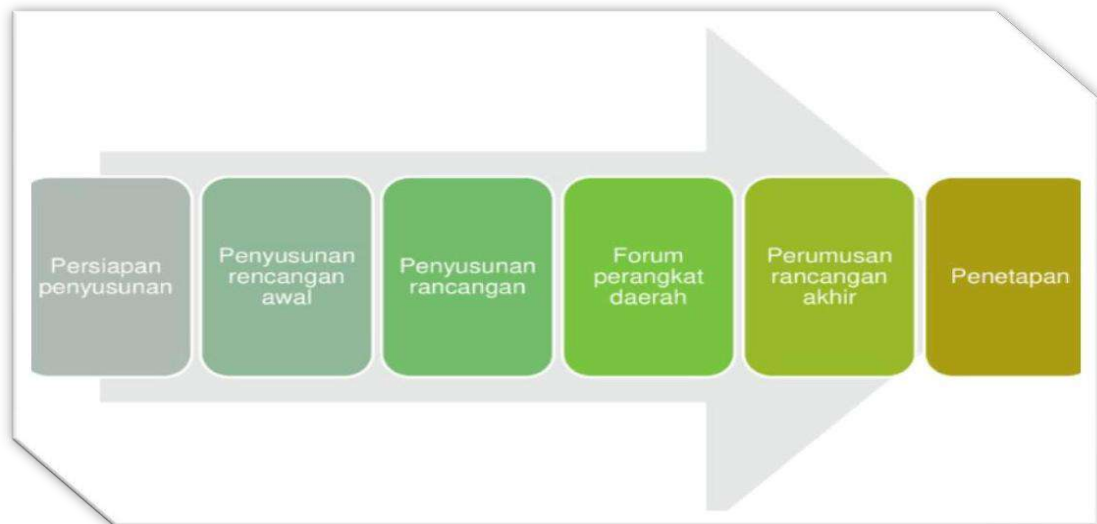 Persiapan
penyusunan
Penyusunan
rencangan
awal
Penyusunan
rancangan
Forum
perangkat
daerah
Perumusan
rancangan
akhir
Penetapan